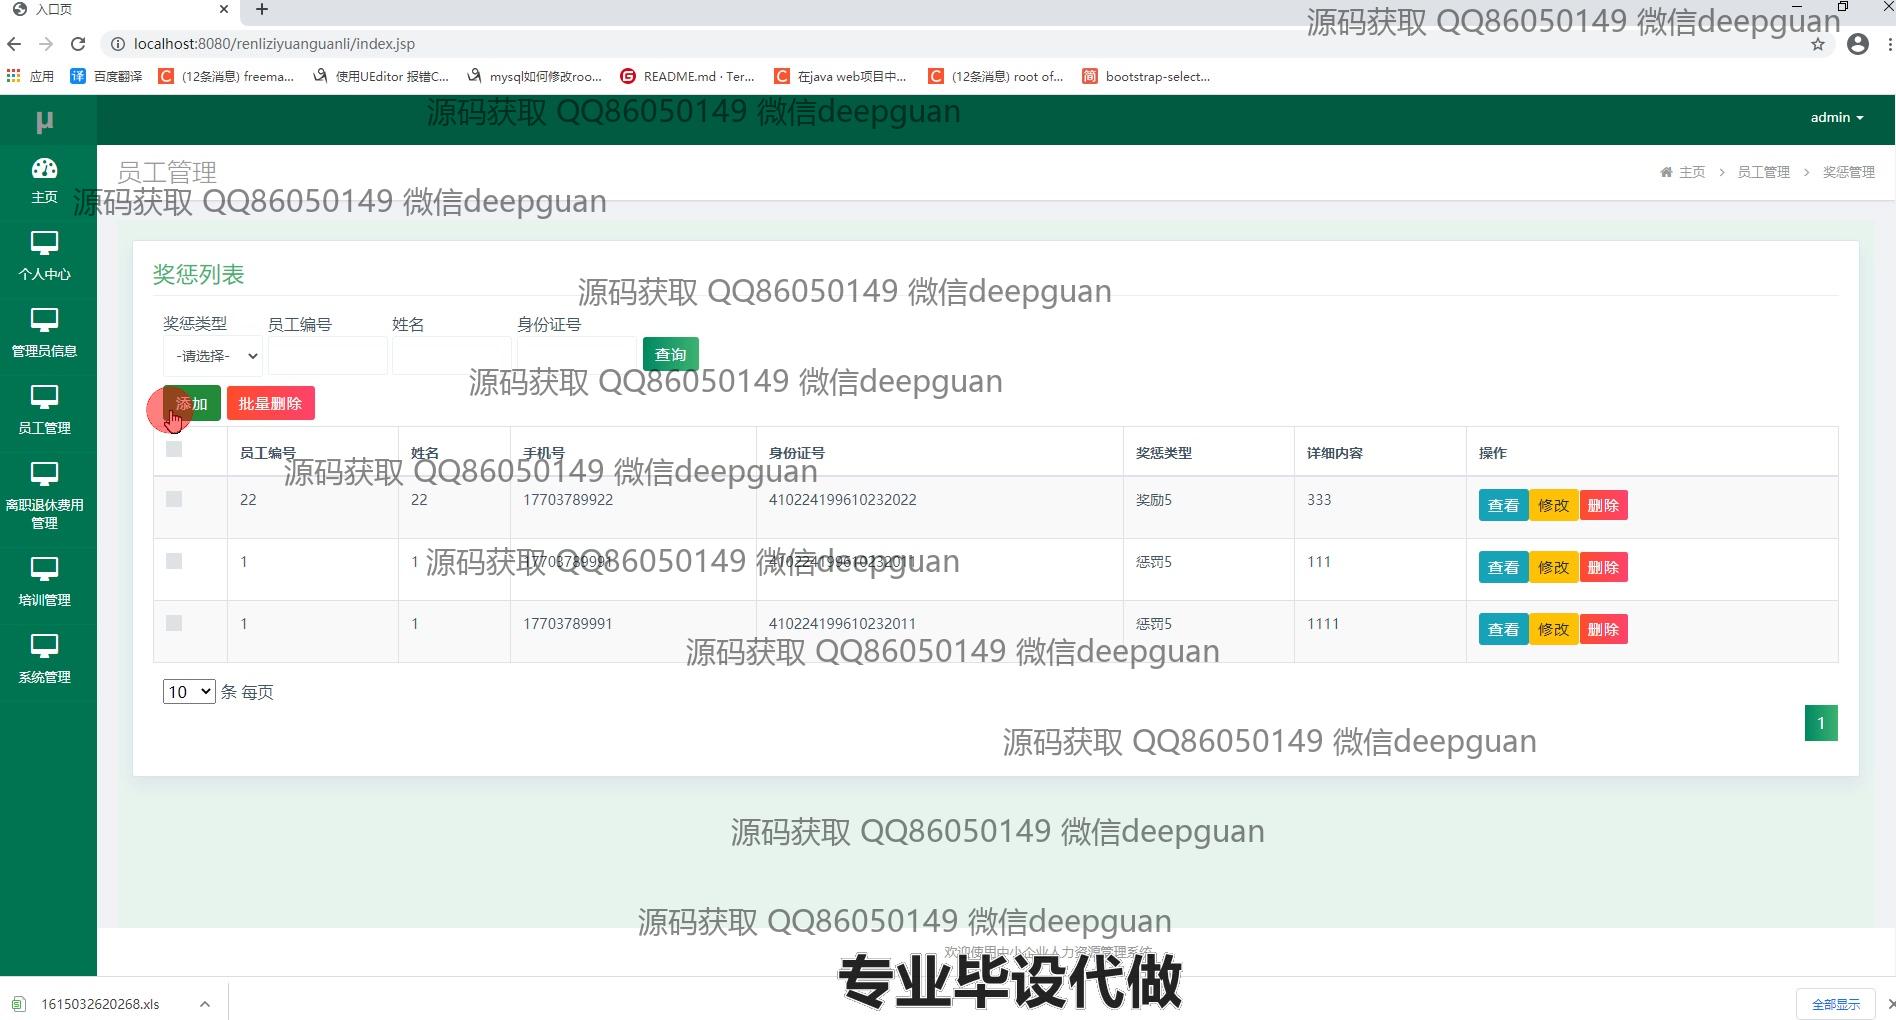 入口页
源码获取 QQ86050149 微信deepguan
localhost:8080/renliziyuanguanli/index.jsp
应用 百度翻译 (12条消息) freema... 使用UEditor 报错C... mysql如何修改roo... README.md · Ter... 在java web项目中... (12条消息) root of... bootstrap-select...
源码获取 QQ86050149 微信deepguan
µ admin
员工管理 主页 > 员工管理 > 奖惩管理
主页
源码获取 QQ86050149 微信deepguan
个人中心
管理员信息
员工管理
离职退休费用
管理
培训管理
系统管理
奖惩列表
源码获取 QQ86050149 微信deepguan
奖惩类型 员工编号 姓名 身份证号
-请选择- 查询
源码获取 QQ86050149 微信deepguan
添加 批量删除
员工编号 姓名 手机号 身份证号 奖惩类型 详细内容 操作
源码获取 QQ86050149 微信deepguan
22 22 17703789922 410224199610232022 奖励5 333 查看 修改 删除
1 1 17703789991 410224199610232011 惩罚5 111 查看 修改 删除
源码获取 QQ86050149 微信deepguan
1 1 17703789991 410224199610232011 惩罚5 1111 查看 修改 删除
源码获取 QQ86050149 微信deepguan
10 条 每页
1
源码获取 QQ86050149 微信deepguan
源码获取 QQ86050149 微信deepguan
源码获取 QQ86050149 微信deepguan
欢迎使用中小企业人力资源管理系统
专业毕设代做
1615032620268.xls 全部显示